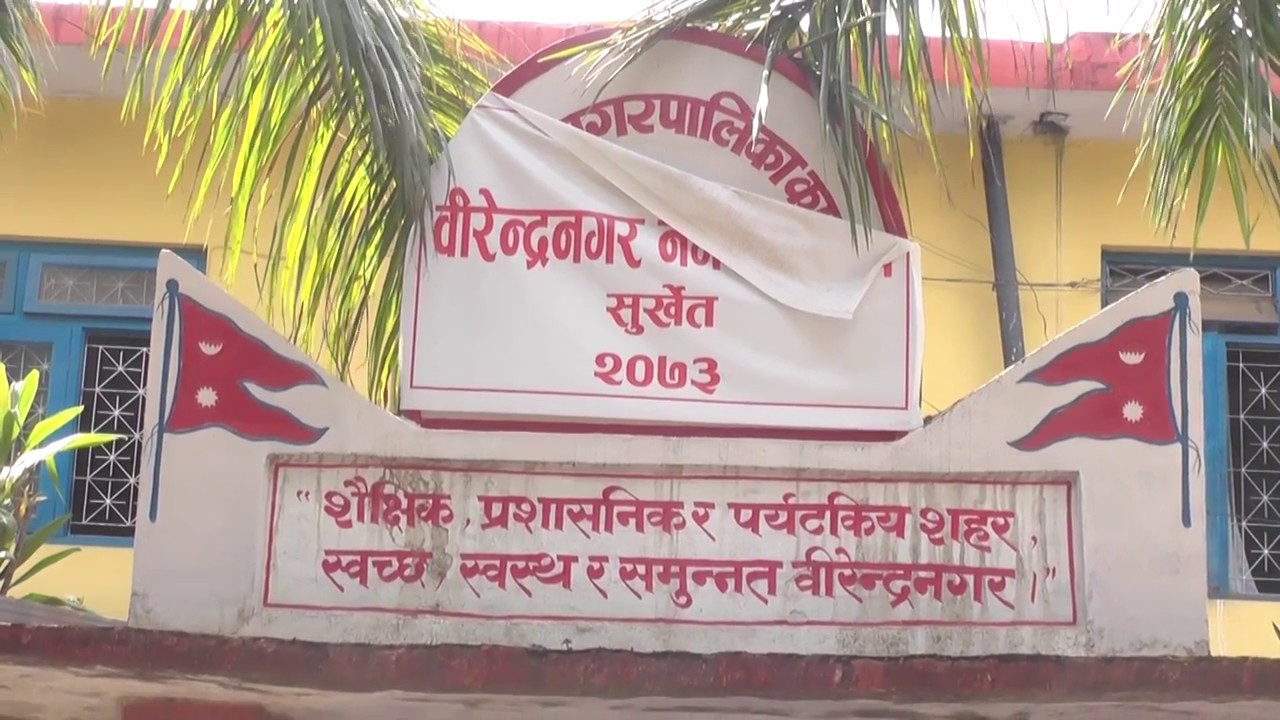 वीरेन्द्रनगर
सुर्खेत
२०७३
“ शैक्षिक, प्रशासनिक र पर्यटकिय शहर,
स्वच्छ, स्वस्थ र समुन्नत वीरेन्द्रनगर ।”